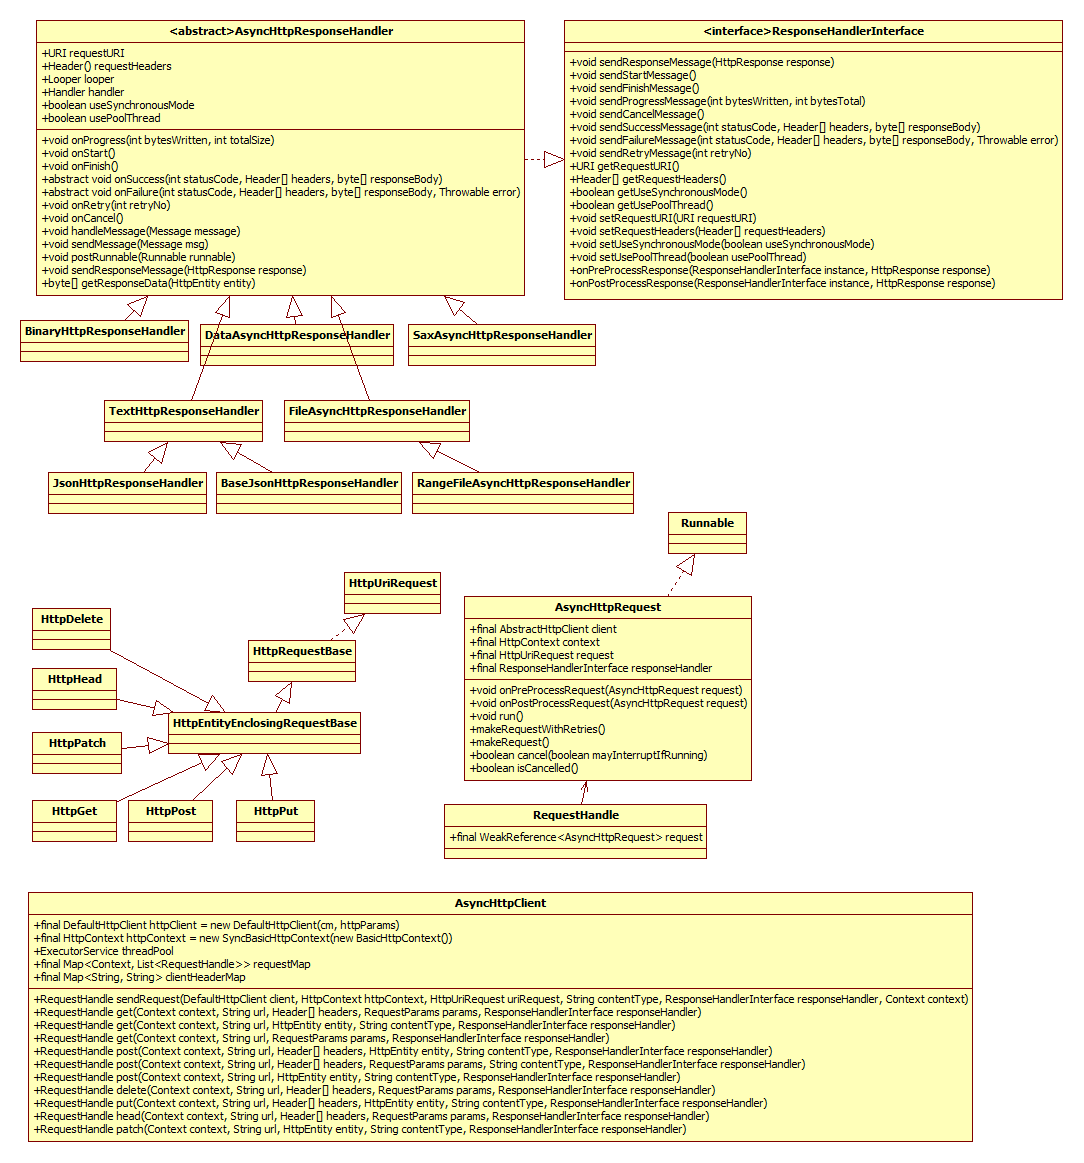 <abstract>AsyncHttpResponseHandler
+URI requestURI
+Header() requestHeaders
+Looper looper
+Handler handler
+boolean useSynchronousMode
+boolean usePoolThread
+void onProgress(int bytesWritten, int totalSize)
+void onStart()
+void onFinish()
+abstract void onSuccess(int statusCode, Header[] headers, byte[] responseBody)
+abstract void onFailure(int statusCode, Header[] headers, byte[] responseBody, Throwable error)
+void onRetry(int retryNo)
+void onCancel()
+void handleMessage(Message message)
+void sendMessage(Message msg)
+void postRunnable(Runnable runnable)
+void sendResponseMessage(HttpResponse response)
+byte[] getResponseData(HttpEntity entity)
<interface>ResponseHandlerInterface
+void sendResponseMessage(HttpResponse response)
+void sendStartMessage()
+void sendFinishMessage()
+void sendProgressMessage(int bytesWritten, int bytesTotal)
+void sendCancelMessage()
+void sendSuccessMessage(int statusCode, Header[] headers, byte[] responseBody)
+void sendFailureMessage(int statusCode, Header[] headers, byte[] responseBody, Throwable error)
+void sendRetryMessage(int retryNo)
+URI getRequestURI()
+Header[] getRequestHeaders()
+boolean getUseSynchronousMode()
+boolean getUsePoolThread()
+void setRequestURI(URI requestURI)
+void setRequestHeaders(Header[] requestHeaders)
+void setUseSynchronousMode(boolean useSynchronousMode)
+void setUsePoolThread(boolean usePoolThread)
+onPreProcessResponse(ResponseHandlerInterface instance, HttpResponse response)
+onPostProcessResponse(ResponseHandlerInterface instance, HttpResponse response)
BinaryHttpResponseHandler
DataAsyncHttpResponseHandler
SaxAsyncHttpResponseHandler
TextHttpResponseHandler
FileAsyncHttpResponseHandler
JsonHttpResponseHandler
BaseJsonHttpResponseHandler
RangeFileAsyncHttpResponseHandler
Runnable
HttpUriRequest
HttpDelete
HttpRequestBase
HttpHead
HttpEntityEnclosingRequestBase
HttpPatch
HttpGet
HttpPost
HttpPut
AsyncHttpRequest
+final AbstractHttpClient client
+final HttpContext context
+final HttpUriRequest request
+final ResponseHandlerInterface responseHandler
+void onPreProcessRequest(AsyncHttpRequest request)
+void onPostProcessRequest(AsyncHttpRequest request)
+void run()
+makeRequestWithRetries()
+makeRequest()
+boolean cancel(boolean mayInterruptIfRunning)
+boolean isCancelled()
RequestHandle
+final WeakReference<AsyncHttpRequest> request
AsyncHttpClient
+final DefaultHttpClient httpClient = new DefaultHttpClient(cm, httpParams)
+final HttpContext httpContext = new SyncBasicHttpContext(new BasicHttpContext())
+ExecutorService threadPool
+final Map<Context, List<RequestHandle>> requestMap
+final Map<String, String> clientHeaderMap
+RequestHandle sendRequest(DefaultHttpClient client, HttpContext httpContext, HttpUriRequest uriRequest, String contentType, ResponseHandlerInterface responseHandler, Context context)
+RequestHandle get(Context context, String url, Header[] headers, RequestParams params, ResponseHandlerInterface responseHandler)
+RequestHandle get(Context context, String url, HttpEntity entity, String contentType, ResponseHandlerInterface responseHandler)
+RequestHandle get(Context context, String url, RequestParams params, ResponseHandlerInterface responseHandler)
+RequestHandle post(Context context, String url, Header[] headers, HttpEntity entity, String contentType, ResponseHandlerInterface responseHandler)
+RequestHandle post(Context context, String url, Header[] headers, RequestParams params, String contentType, ResponseHandlerInterface responseHandler)
+RequestHandle post(Context context, String url, HttpEntity entity, String contentType, ResponseHandlerInterface responseHandler)
+RequestHandle delete(Context context, String url, Header[] headers, RequestParams params, ResponseHandlerInterface responseHandler)
+RequestHandle put(Context context, String url, Header[] headers, HttpEntity entity, String contentType, ResponseHandlerInterface responseHandler)
+RequestHandle head(Context context, String url, Header[] headers, RequestParams params, ResponseHandlerInterface responseHandler)
+RequestHandle patch(Context context, String url, HttpEntity entity, String contentType, ResponseHandlerInterface responseHandler)